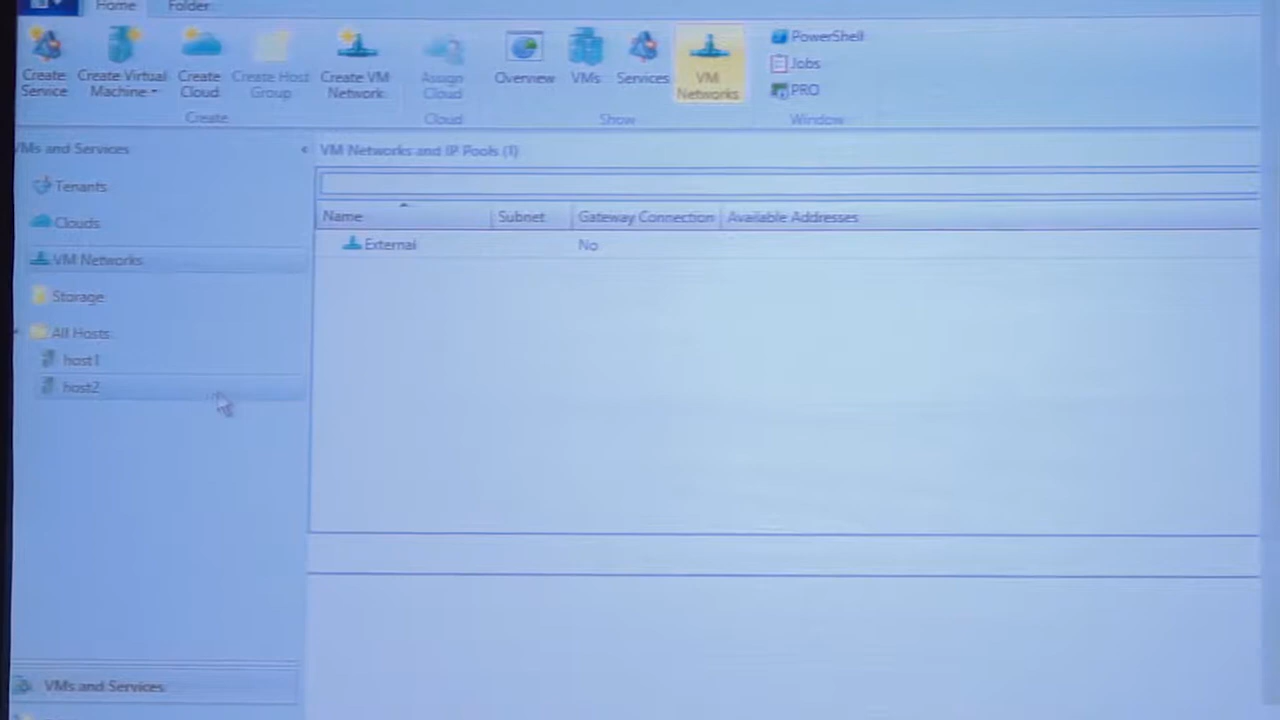 Home Folder
Create Service
Create Virtual Machine
Create Cloud
Create Host Group
Create VM Network
Assign Cloud
Overview
VMs
Services
VM Networks
PowerShell
Jobs
PRO
Create
Cloud
Show
Window
VMs and Services
VM Networks and IP Pools (1)
Tenants
Clouds
VM Networks
Storage
All Hosts
host1
host2
Name Subnet Gateway Connection Available Addresses
External No
VMs and Services